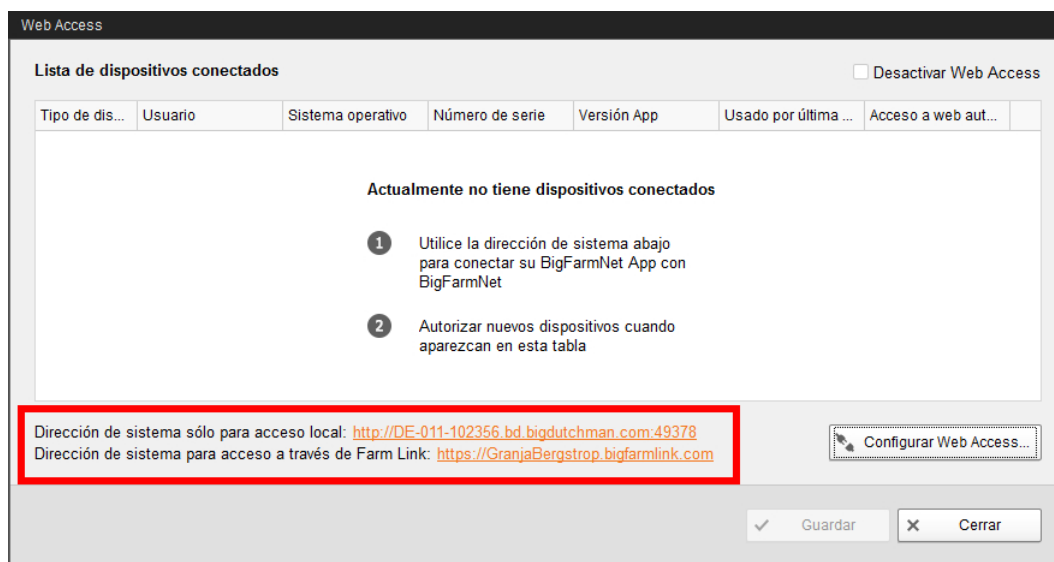 Web Access
Lista de dispositivos conectados
Desactivar Web Access
Tipo de dis... Usuario Sistema operativo Número de serie Versión App Usado por última ... Acceso a web aut...
Actualmente no tiene dispositivos conectados
1 Utilice la dirección de sistema abajo
para conectar su BigFarmNet App con
BigFarmNet
2 Autorizar nuevos dispositivos cuando
aparezcan en esta tabla
Dirección de sistema sólo para acceso local: http://DE-011-102356.bd.bigdutchman.com:49378
Dirección de sistema para acceso a través de Farm Link: https://GranjaBergstrop.bigfarmlink.com
Configurar Web Access...
Guardar
Cerrar